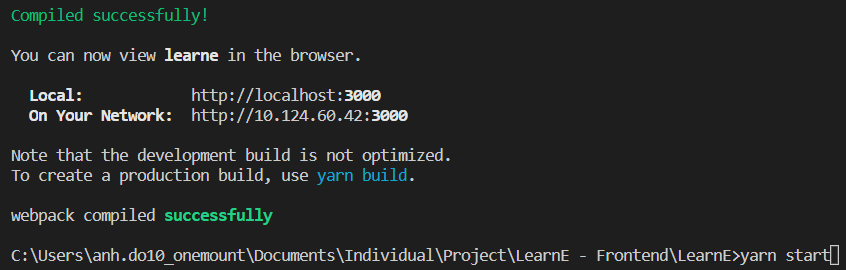 Compiled successfully!
You can now view learne in the browser.
Local: http://localhost:3000
On Your Network: http://10.124.60.42:3000
Note that the development build is not optimized.
To create a production build, use yarn build.
webpack compiled successfully
C:\Users\anh.do10_onemount\Documents\Individual\Project\LearnE - Frontend\LearnE>yarn start